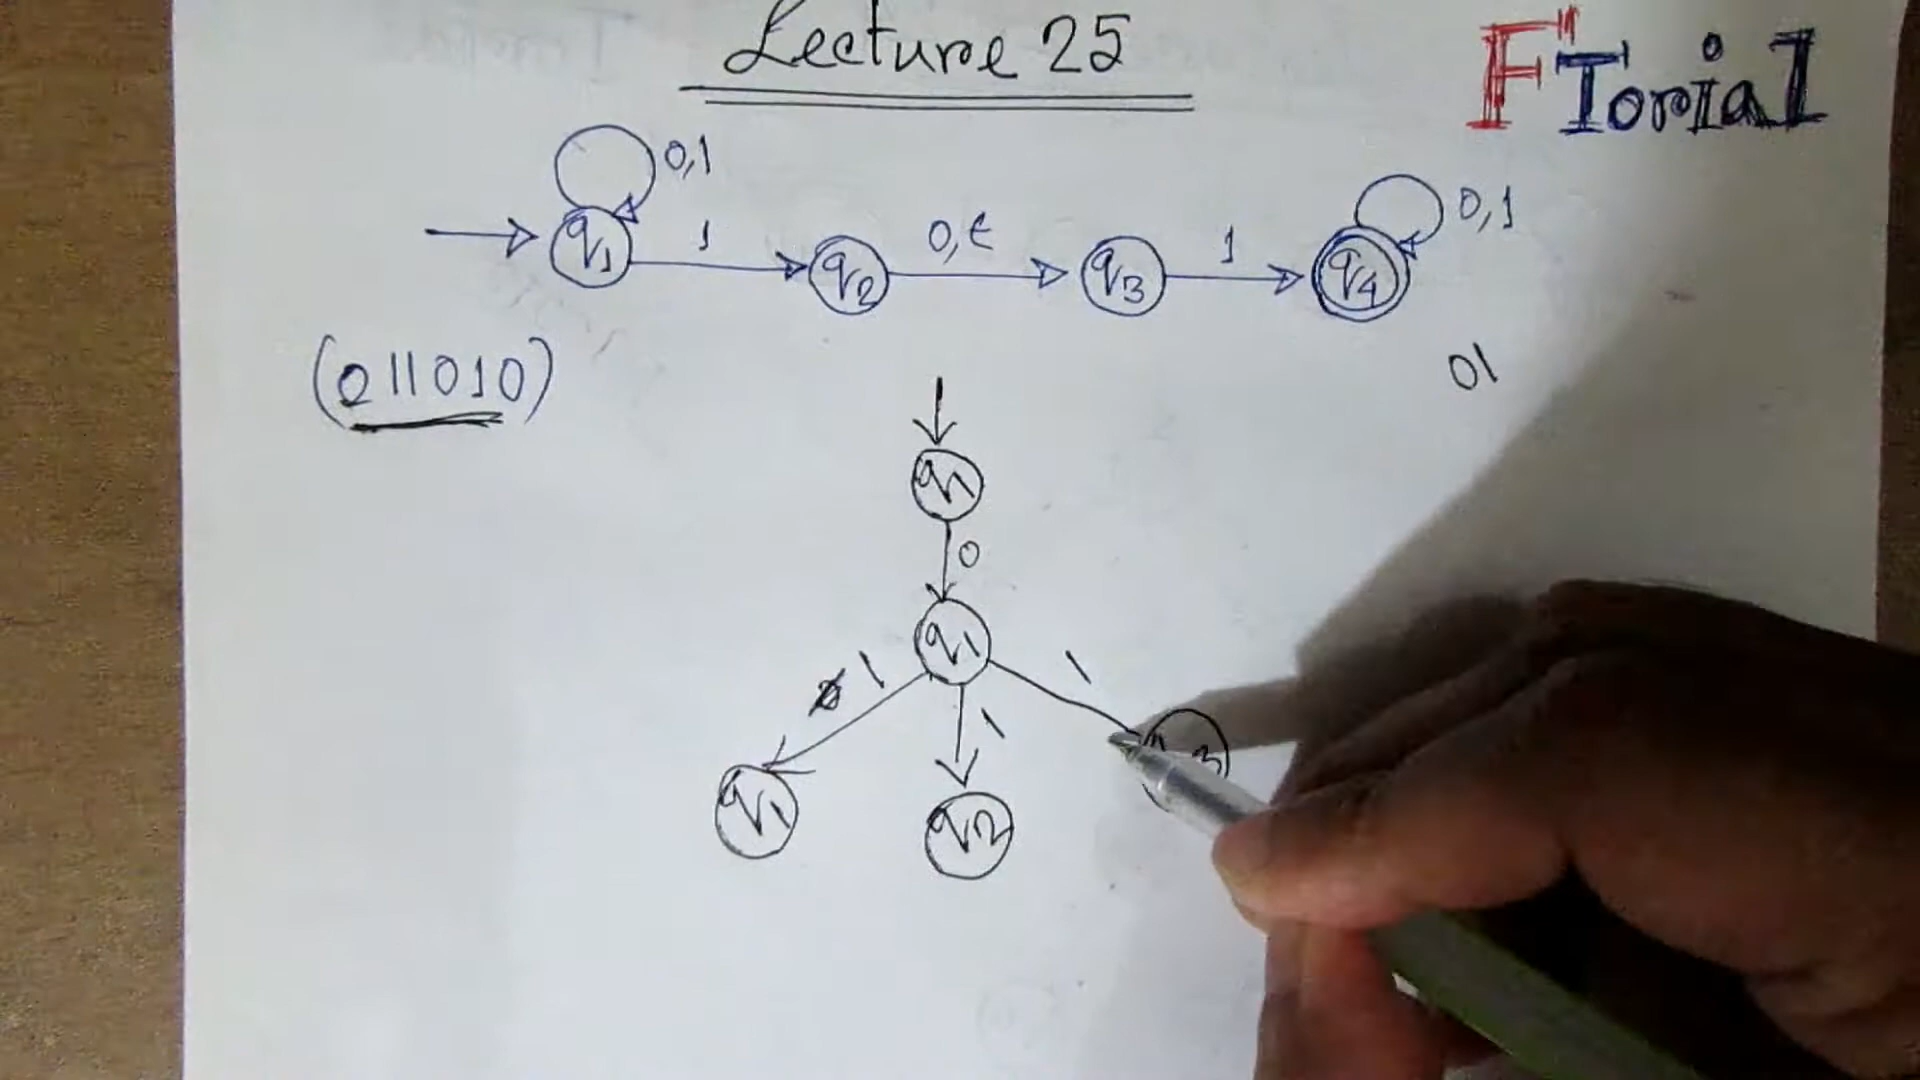 Lecture 25
FTorial
0,1
q1 1 q2 0,ϵ q3 1 q4 0,1
(011010)
01
q1
0
q1
1 1 1
q1 q2 3